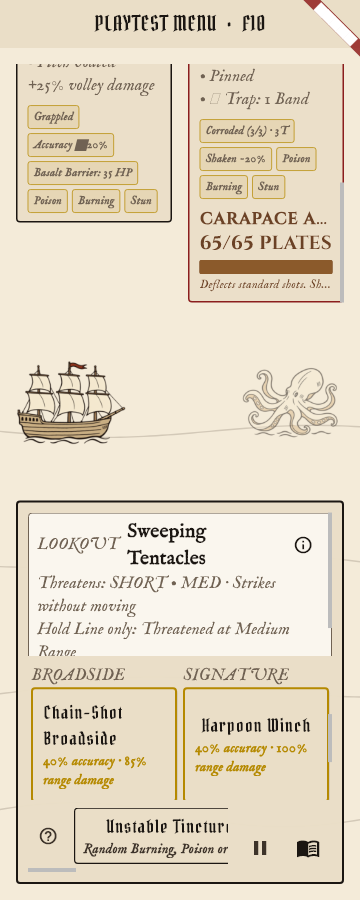 PLAYTEST MENU · F10
+25% volley damage
Grappled
Accuracy 20%
Basalt Barrier: 35 HP
Poison Burning Stun
• Pinned
• Trap: 1 Band
Corroded (3/3) · 3T
Shaken -20% Poison
Burning Stun
CARAPACE A...
65/65 PLATES
Deflects standard shots. Sh...
LOOKOUT Sweeping Tentacles
Threatens: SHORT • MED · Strikes
without moving
Hold Line only: Threatened at Medium
Range
BROADSIDE
Chain-Shot
Broadside
40% accuracy · 85%
range damage
SIGNATURE
Harpoon Winch
40% accuracy · 100%
range damage
Unstable Tincture
Random Burning, Poison or